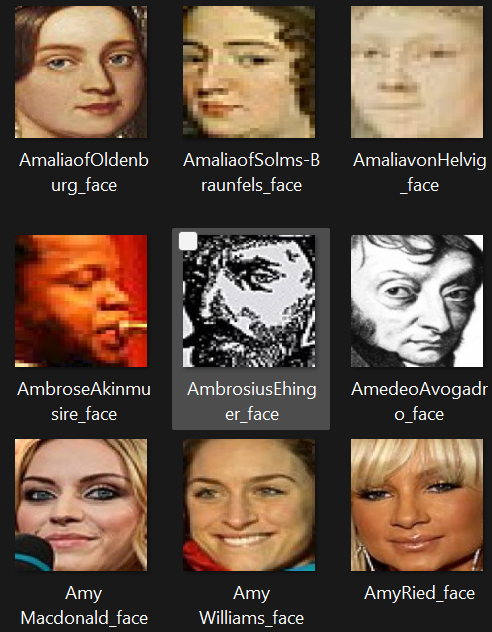 AmaliaofOldenb
urg_face
AmaliaofSolms-B
raunfels_face
AmaliavonHelvig
_face
AmbroseAkinmu
sire_face
AmbrosiusEhing
er_face
AmedeoAvogadr
o_face
Amy
Macdonald_face
Amy
Williams_face
AmyRied_face